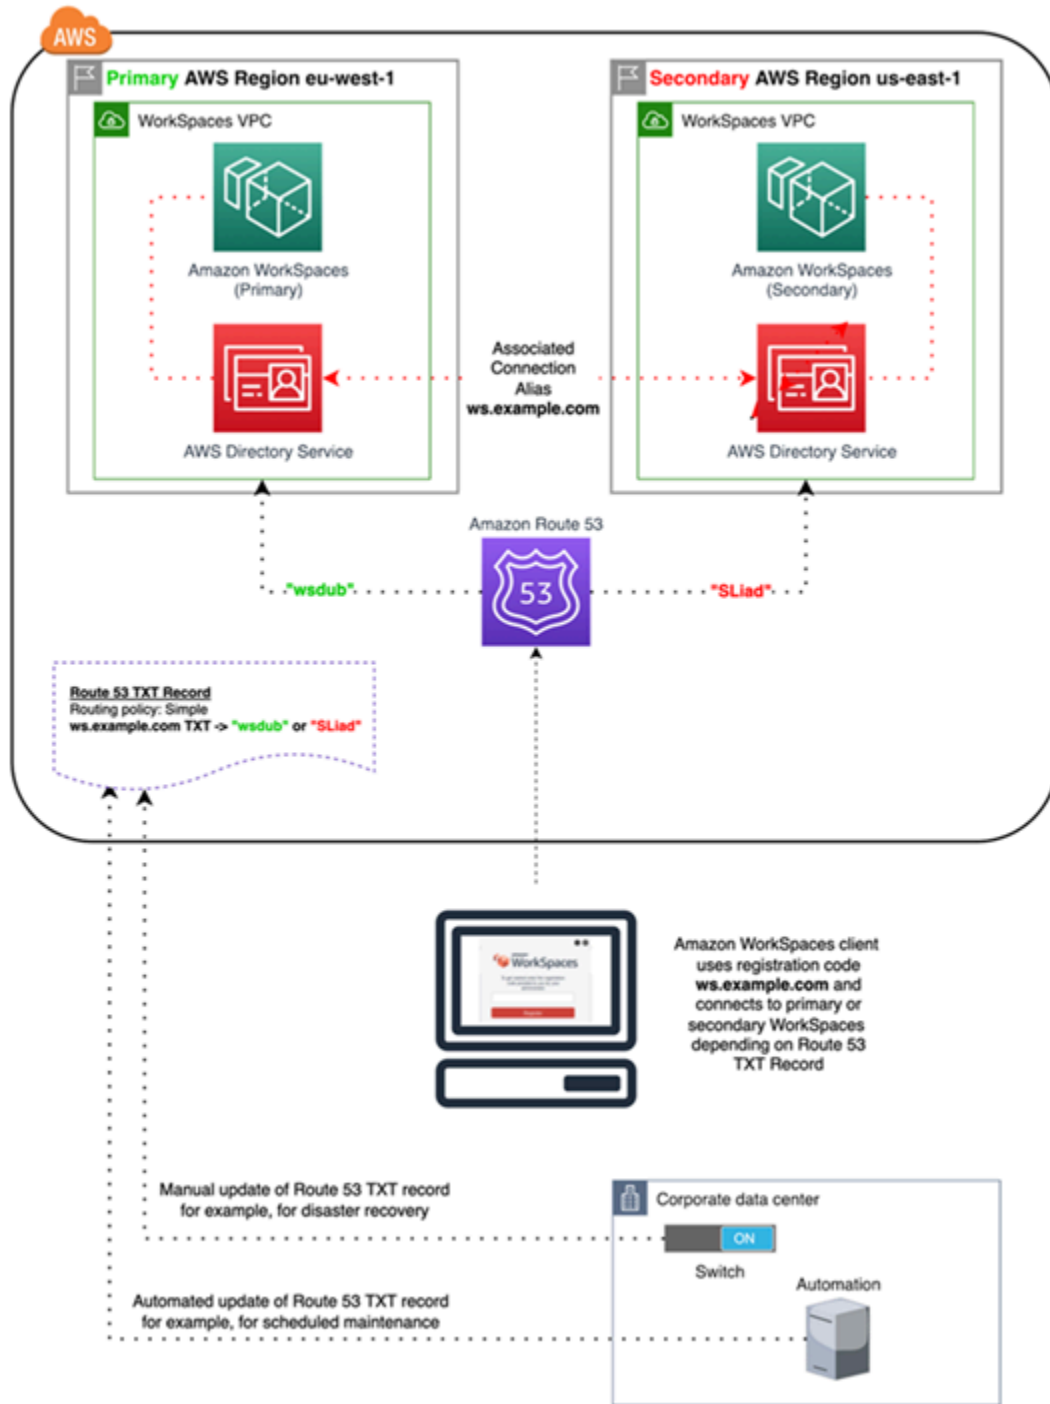 AWS
Primary AWS Region eu-west-1
WorkSpaces VPC
Amazon WorkSpaces
(Primary)
AWS Directory Service
Secondary AWS Region us-east-1
WorkSpaces VPC
Amazon WorkSpaces
(Secondary)
AWS Directory Service
Associated
Connection
Alias
ws.example.com
Amazon Route 53
53
"wsdub"
"SLiad"
Route 53 TXT Record
Routing policy: Simple
ws.example.com TXT -> "wsdub" or "SLiad"
WorkSpaces
Amazon WorkSpaces client
uses registration code
ws.example.com and
connects to primary or
secondary WorkSpaces
depending on Route 53
TXT Record
Manual update of Route 53 TXT record
for example, for disaster recovery
Automated update of Route 53 TXT record
for example, for scheduled maintenance
Corporate data center
ON
Switch
Automation